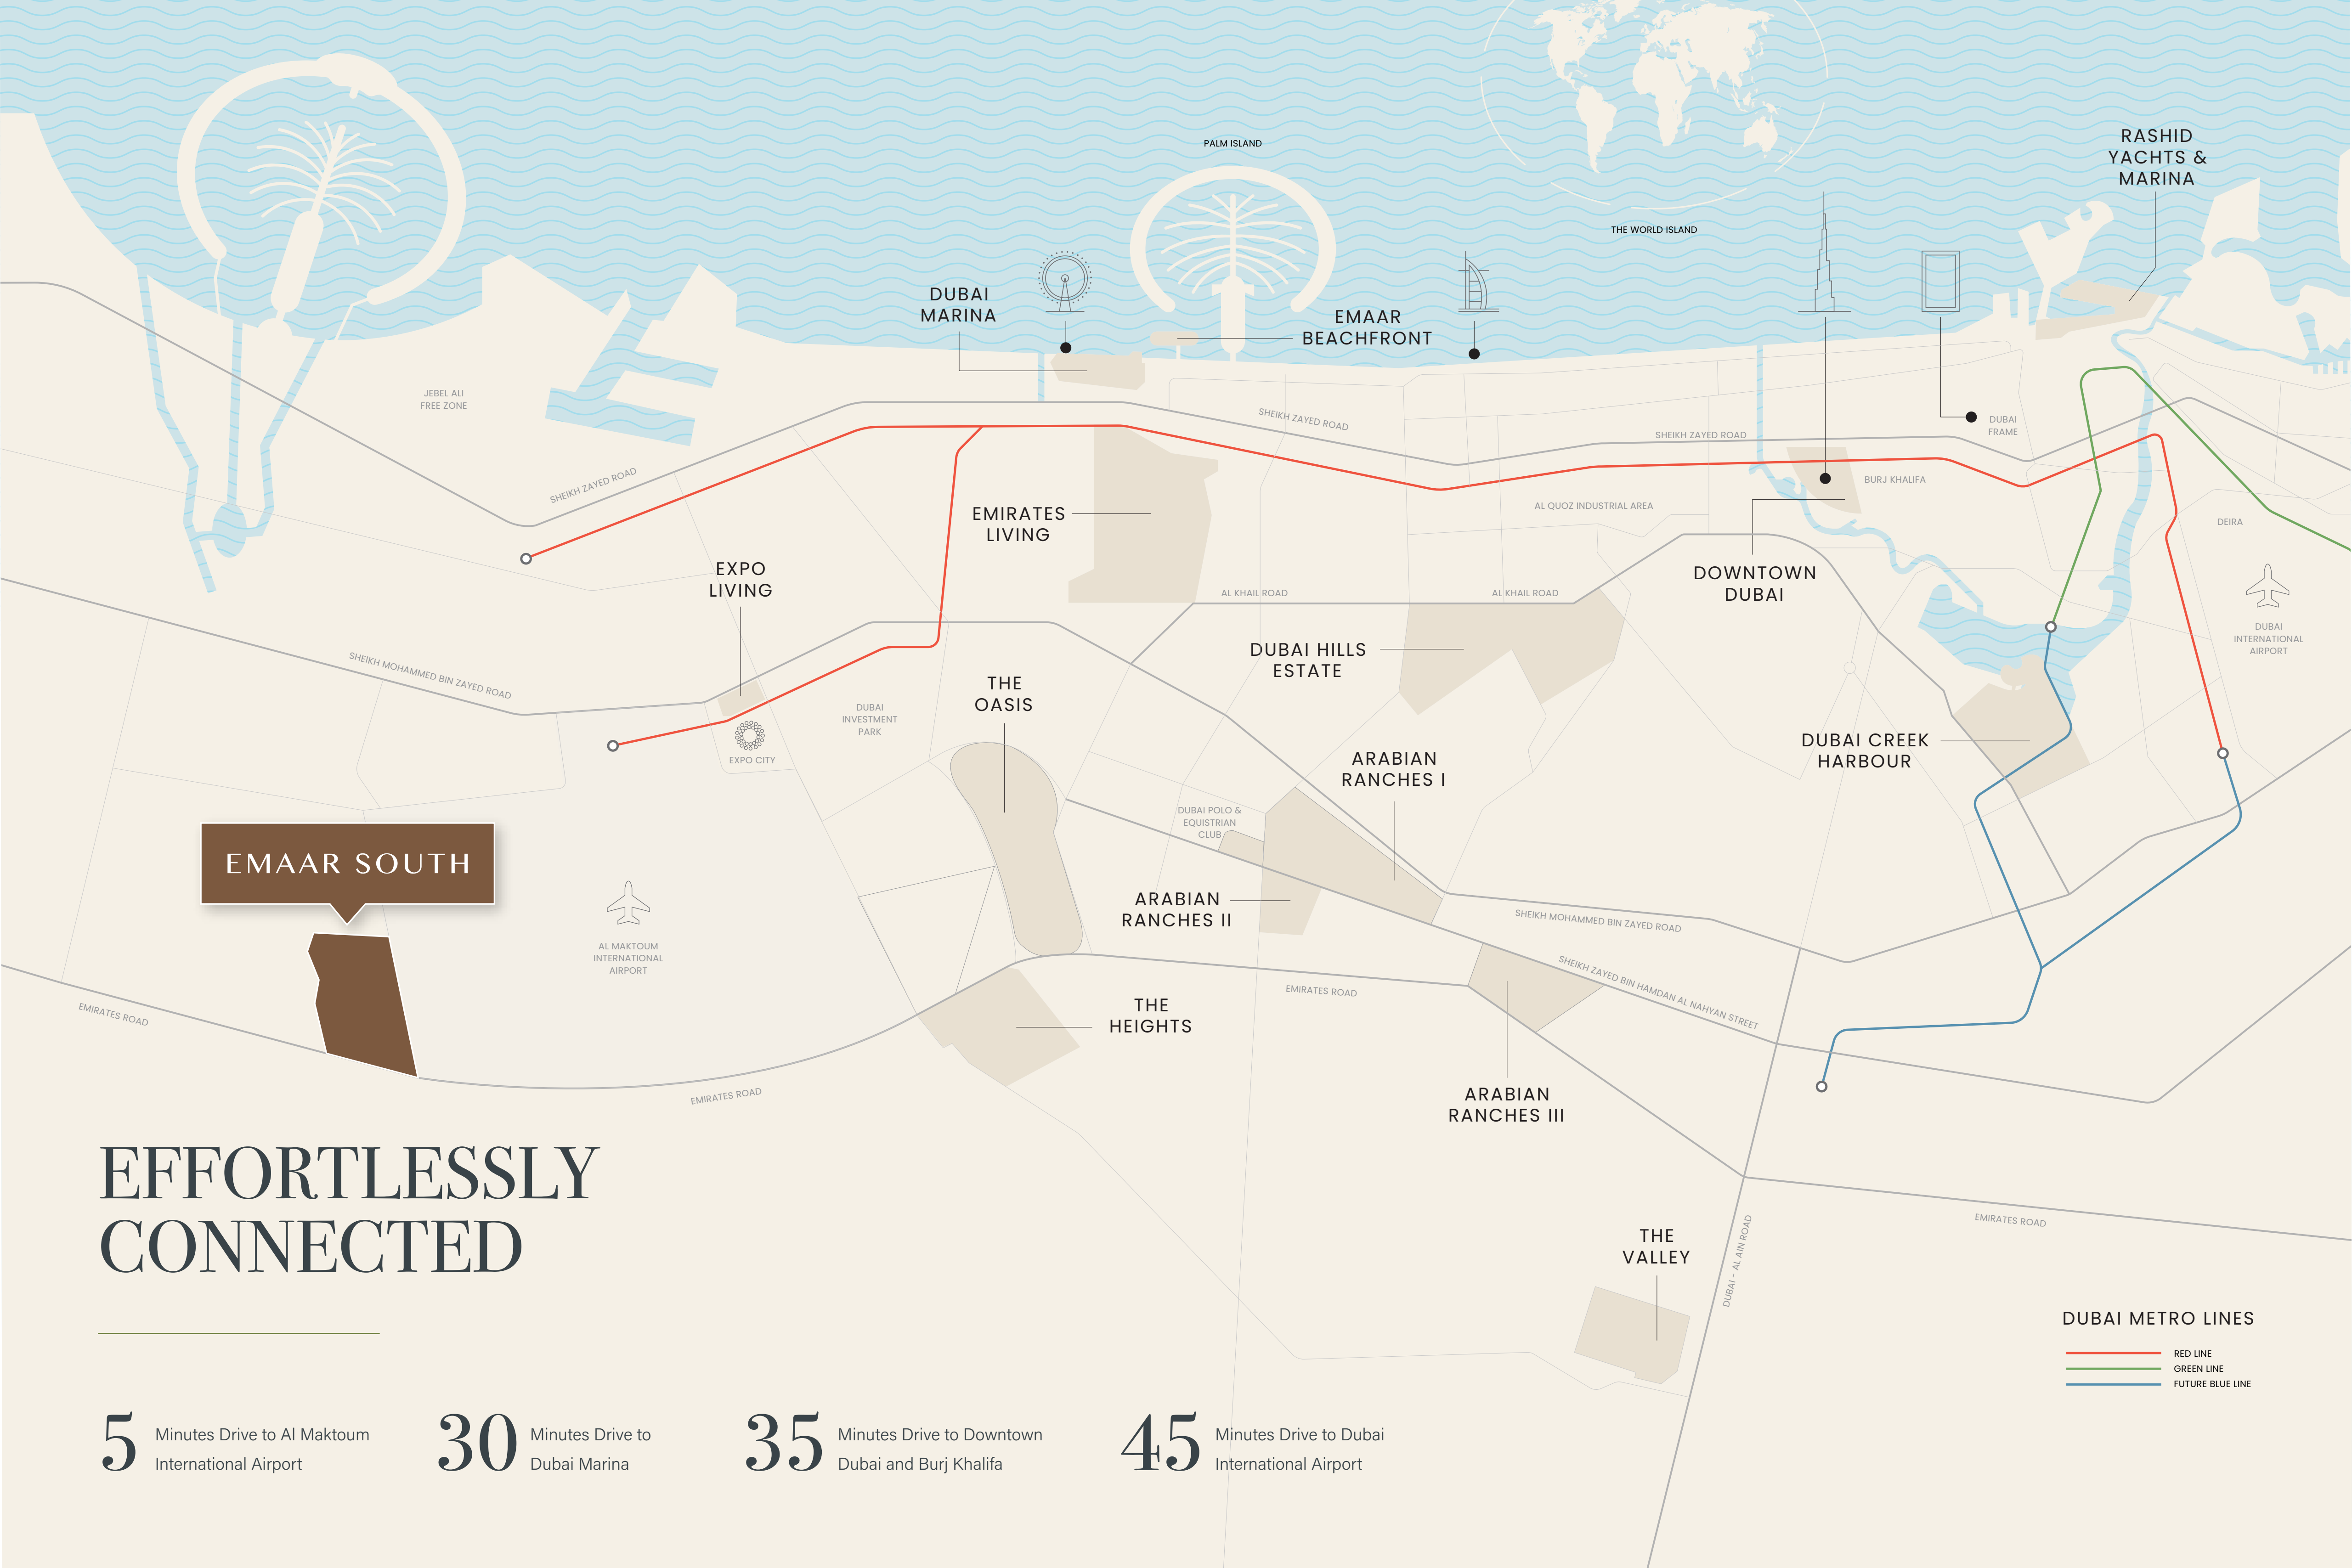 PALM ISLAND
THE WORLD ISLAND
RASHID
YACHTS &
MARINA
DUBAI
MARINA
EMAAR
BEACHFRONT
JEBEL ALI
FREE ZONE
SHEIKH ZAYED ROAD
SHEIKH ZAYED ROAD
SHEIKH ZAYED ROAD
DUBAI
FRAME
BURJ KHALIFA
AL QUOZ INDUSTRIAL AREA
DEIRA
EMIRATES
LIVING
EXPO
LIVING
AL KHAIL ROAD
AL KHAIL ROAD
DOWNTOWN
DUBAI
DUBAI
INTERNATIONAL
AIRPORT
DUBAI HILLS
ESTATE
SHEIKH MOHAMMED BIN ZAYED ROAD
THE
OASIS
DUBAI
INVESTMENT
PARK
EXPO CITY
DUBAI CREEK
HARBOUR
ARABIAN
RANCHES I
DUBAI POLO &
EQUESTRIAN
CLUB
EMAAR SOUTH
ARABIAN
RANCHES II
SHEIKH MOHAMMED BIN ZAYED ROAD
AL MAKTOUM
INTERNATIONAL
AIRPORT
SHEIKH ZAYED BIN HAMDAN AL NAHYAN STREET
EMIRATES ROAD
EMIRATES ROAD
THE
HEIGHTS
EMIRATES ROAD
ARABIAN
RANCHES III
EFFORTLESSLY
CONNECTED
EMIRATES ROAD
THE
VALLEY
DUBAI - AL AIN ROAD
DUBAI METRO LINES
RED LINE
GREEN LINE
FUTURE BLUE LINE
5 Minutes Drive to Al Maktoum
International Airport
30 Minutes Drive to
Dubai Marina
35 Minutes Drive to Downtown
Dubai and Burj Khalifa
45 Minutes Drive to Dubai
International Airport